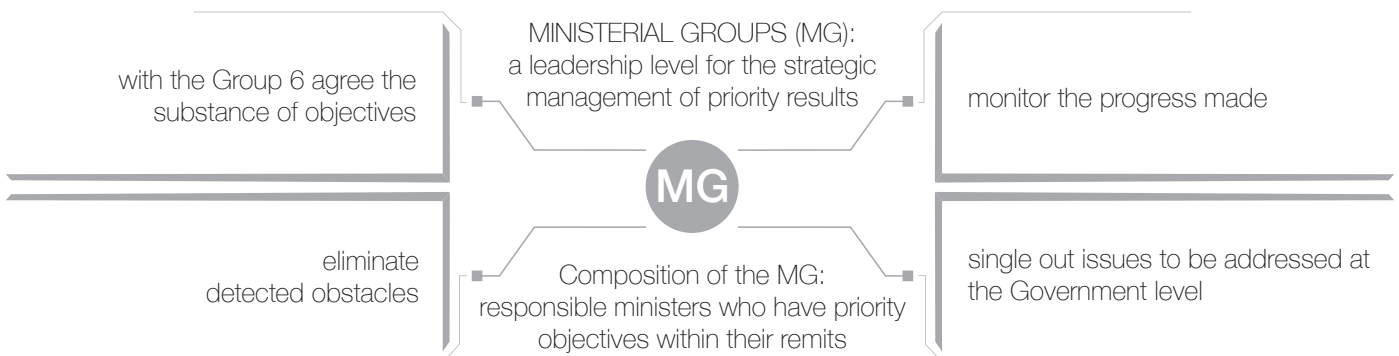 MINISTERIAL GROUPS (MG):
a leadership level for the strategic
management of priority results
with the Group 6 agree the
substance of objectives
monitor the progress made
MG
eliminate
detected obstacles
Composition of the MG:
responsible ministers who have priority
objectives within their remits
single out issues to be addressed at
the Government level